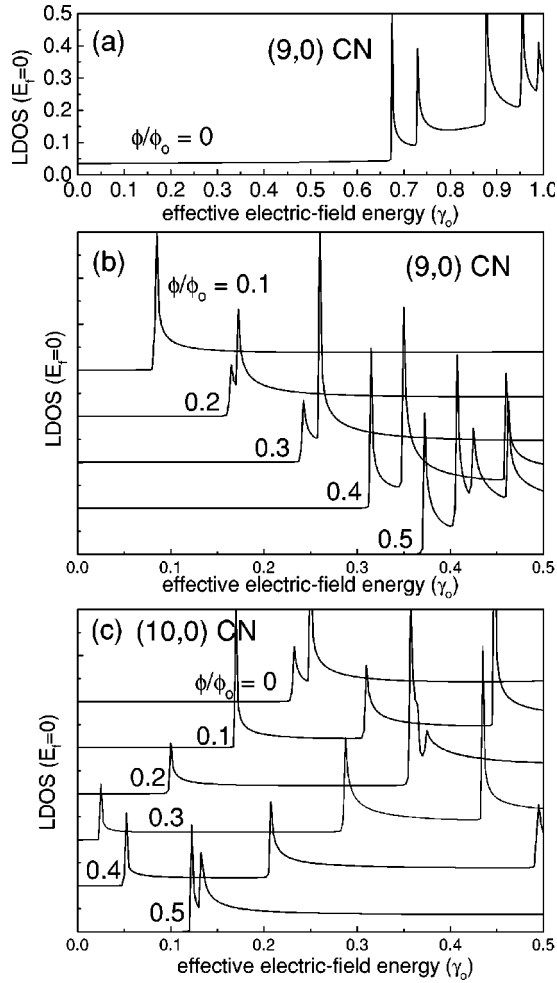 (a)
(9,0) CN
LDOS (E_f=0)
0.5
0.4
0.3
0.2
0.1
0.0
ϕ/ϕ_o = 0
0.0 0.1 0.2 0.3 0.4 0.5 0.6 0.7 0.8 0.9 1.0
effective electric-field energy (γ_o)
(b)
(9,0) CN
LDOS (E_f=0)
ϕ/ϕ_o = 0.1
0.2
0.3
0.4
0.5
0.0 0.1 0.2 0.3 0.4 0.5
effective electric-field energy (γ_o)
(c) (10,0) CN
LDOS (E_f=0)
ϕ/ϕ_o = 0
0.1
0.2
0.3
0.4
0.5
0.0 0.1 0.2 0.3 0.4 0.5
effective electric-field energy (γ_o)